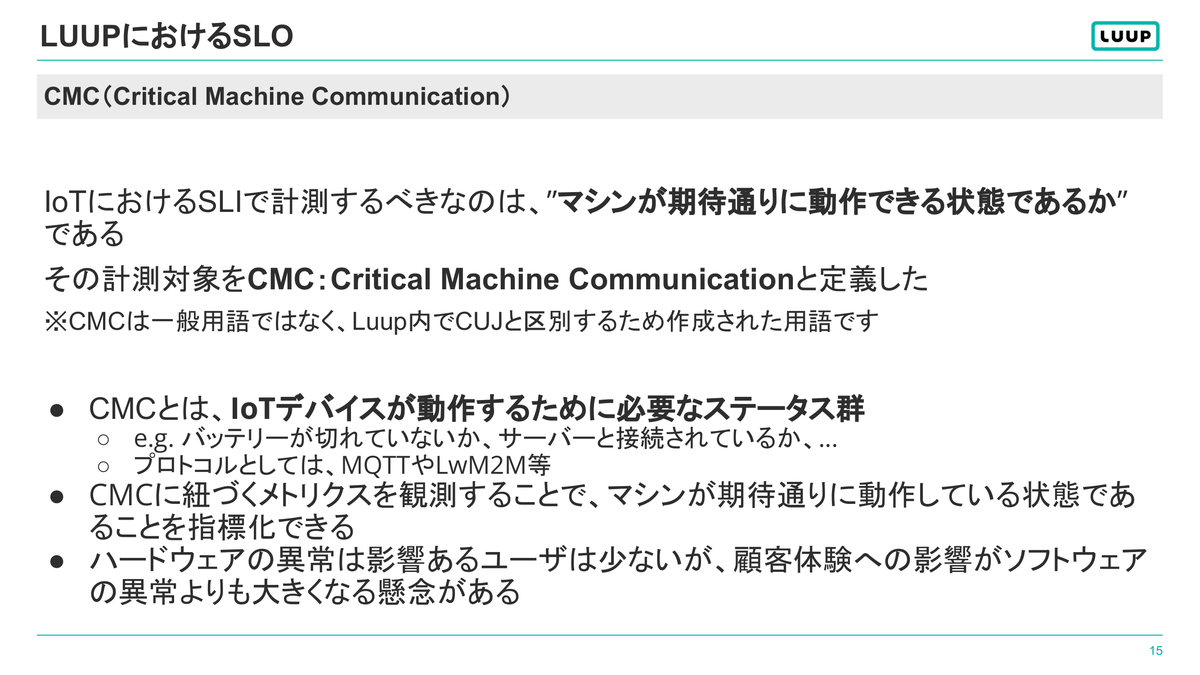 LUUPにおけるSLO
LUUP
CMC（Critical Machine Communication）
IoTにおけるSLIで計測するべきなのは、”マシンが期待通りに動作できる状態であるか”
である
その計測対象をCMC：Critical Machine Communicationと定義した
※CMCは一般用語ではなく、Luup内でCUJと区別するため作成された用語です
● CMCとは、IoTデバイスが動作するために必要なステータス群
○ e.g. バッテリーが切れていないか、サーバーと接続されているか、...
○ プロトコルとしては、MQTTやLwM2M等
● CMCに紐づくメトリクスを観測することで、マシンが期待通りに動作している状態であ
ることを指標化できる
● ハードウェアの異常は影響あるユーザは少ないが、顧客体験への影響がソフトウェア
の異常よりも大きくなる懸念がある
15